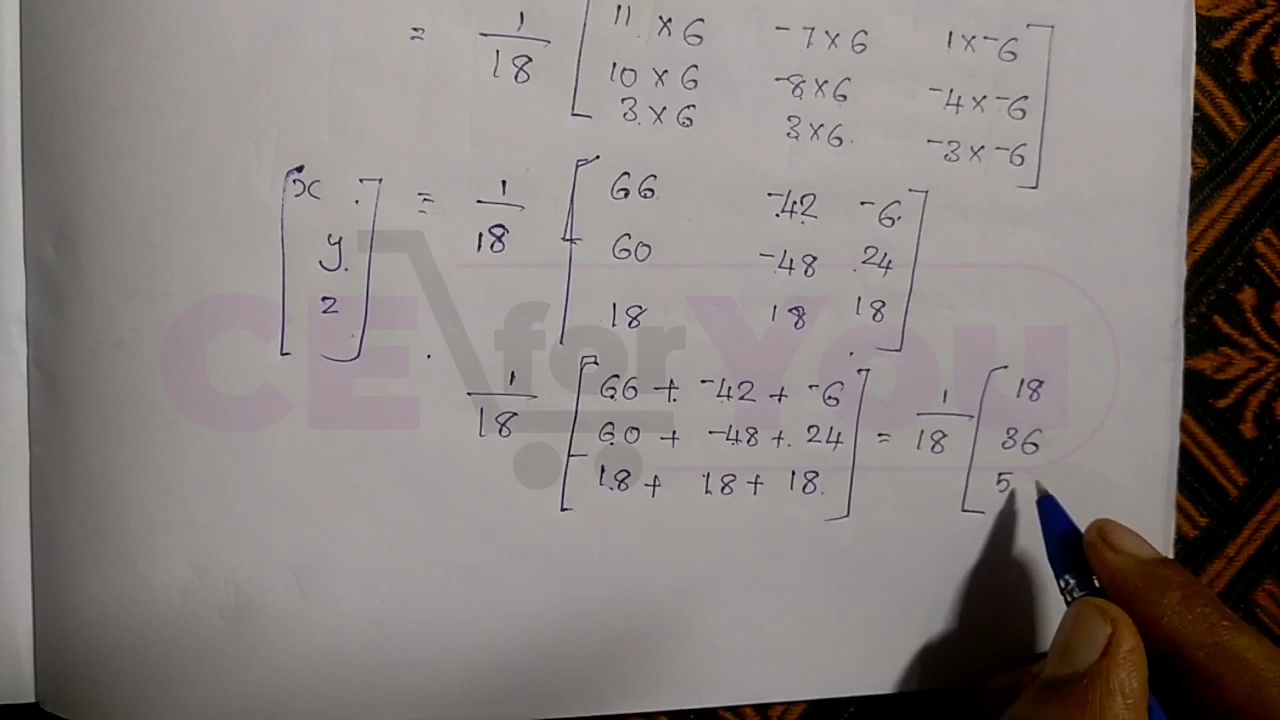 = 1/18 [ 11 × 6 -7 × 6 1 × -6 ]
10 × 6 -8 × 6 -4 × -6
3 × 6 3 × 6 -3 × -6
[ x ] = 1/18 [ 66 -42 -6 ]
y 60 -48 24
z 18 18 18
1/18 [ 66 + -42 + -6 ] = 1/18 [ 18
60 + -48 + 24 36
18 + 18 + 18 5
CE for You